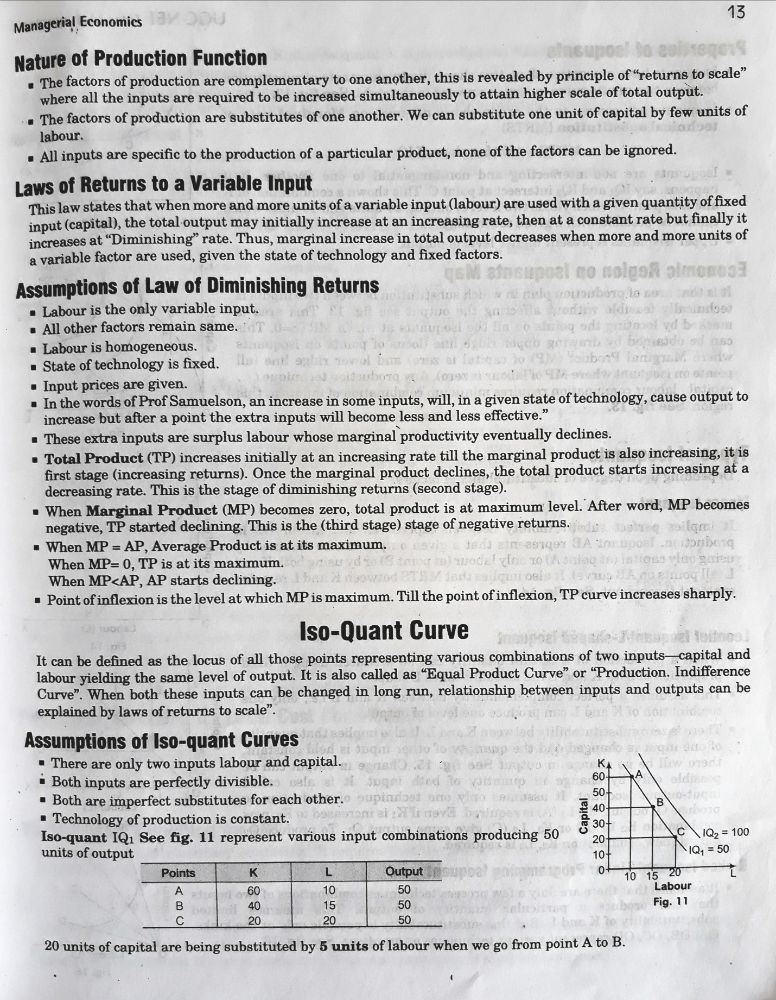 13
Managerial Economics
Nature of Production Function
▪ The factors of production are complementary to one another, this is revealed by principle of “returns to scale”
where all the inputs are required to be increased simultaneously to attain higher scale of total output.
▪ The factors of production are substitutes of one another. We can substitute one unit of capital by few units of
labour.
▪ All inputs are specific to the production of a particular product, none of the factors can be ignored.
Laws of Returns to a Variable Input
This law states that when more and more units of a variable input (labour) are used with a given quantity of fixed
input (capital), the total output may initially increase at an increasing rate, then at a constant rate but finally it
increases at “Diminishing” rate. Thus, marginal increase in total output decreases when more and more units of
a variable factor are used, given the state of technology and fixed factors.
Assumptions of Law of Diminishing Returns
▪ Labour is the only variable input.
▪ All other factors remain same.
▪ Labour is homogeneous.
▪ State of technology is fixed.
▪ Input prices are given.
▪ In the words of Prof Samuelson, an increase in some inputs, will, in a given state of technology, cause output to
increase but after a point the extra inputs will become less and less effective.”
▪ These extra inputs are surplus labour whose marginal productivity eventually declines.
▪ Total Product (TP) increases initially at an increasing rate till the marginal product is also increasing, it is
first stage (increasing returns). Once the marginal product declines, the total product starts increasing at a
decreasing rate. This is the stage of diminishing returns (second stage).
▪ When Marginal Product (MP) becomes zero, total product is at maximum level. After word, MP becomes
negative, TP started declining. This is the (third stage) stage of negative returns.
▪ When MP = AP, Average Product is at its maximum.
When MP= 0, TP is at its maximum.
When MP<AP, AP starts declining.
▪ Point of inflexion is the level at which MP is maximum. Till the point of inflexion, TP curve increases sharply.
Iso-Quant Curve
It can be defined as the locus of all those points representing various combinations of two inputs—capital and
labour yielding the same level of output. It is also called as “Equal Product Curve” or “Production. Indifference
Curve”. When both these inputs can be changed in long run, relationship between inputs and outputs can be
explained by laws of returns to scale”.
Assumptions of Iso-quant Curves
▪ There are only two inputs labour and capital.
▪ Both inputs are perfectly divisible.
▪ Both are imperfect substitutes for each other.
▪ Technology of production is constant.
Iso-quant IQ1 See fig. 11 represent various input combinations producing 50
units of output
Points K L Output
A 60 10 50
B 40 15 50
C 20 20 50
K
60 A
50
40 B
30
20 C IQ2 = 100
10 IQ1 = 50
0
10 15 20 L
Capital
Labour
Fig. 11
20 units of capital are being substituted by 5 units of labour when we go from point A to B.